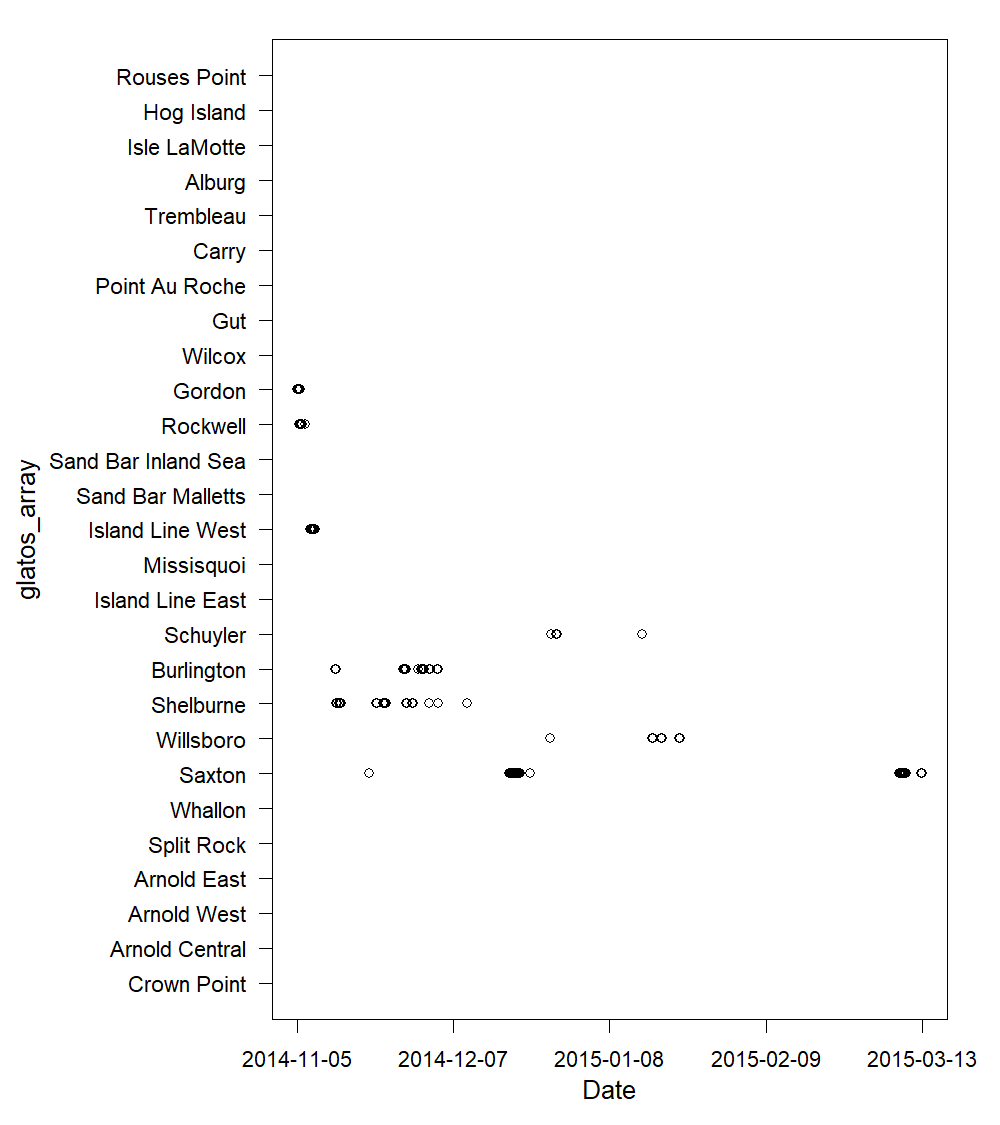 Rouses Point
Hog Island
Isle LaMotte
Alburg
Trembleau
Carry
Point Au Roche
Gut
Wilcox
Gordon
Rockwell
Sand Bar Inland Sea
Sand Bar Malletts
Island Line West
Missisquoi
Island Line East
Schuyler
Burlington
Shelburne
Willsboro
Saxton
Whallon
Split Rock
Arnold East
Arnold West
Arnold Central
Crown Point
glatos_array
2014-11-05 2014-12-07 2015-01-08 2015-02-09 2015-03-13
Date